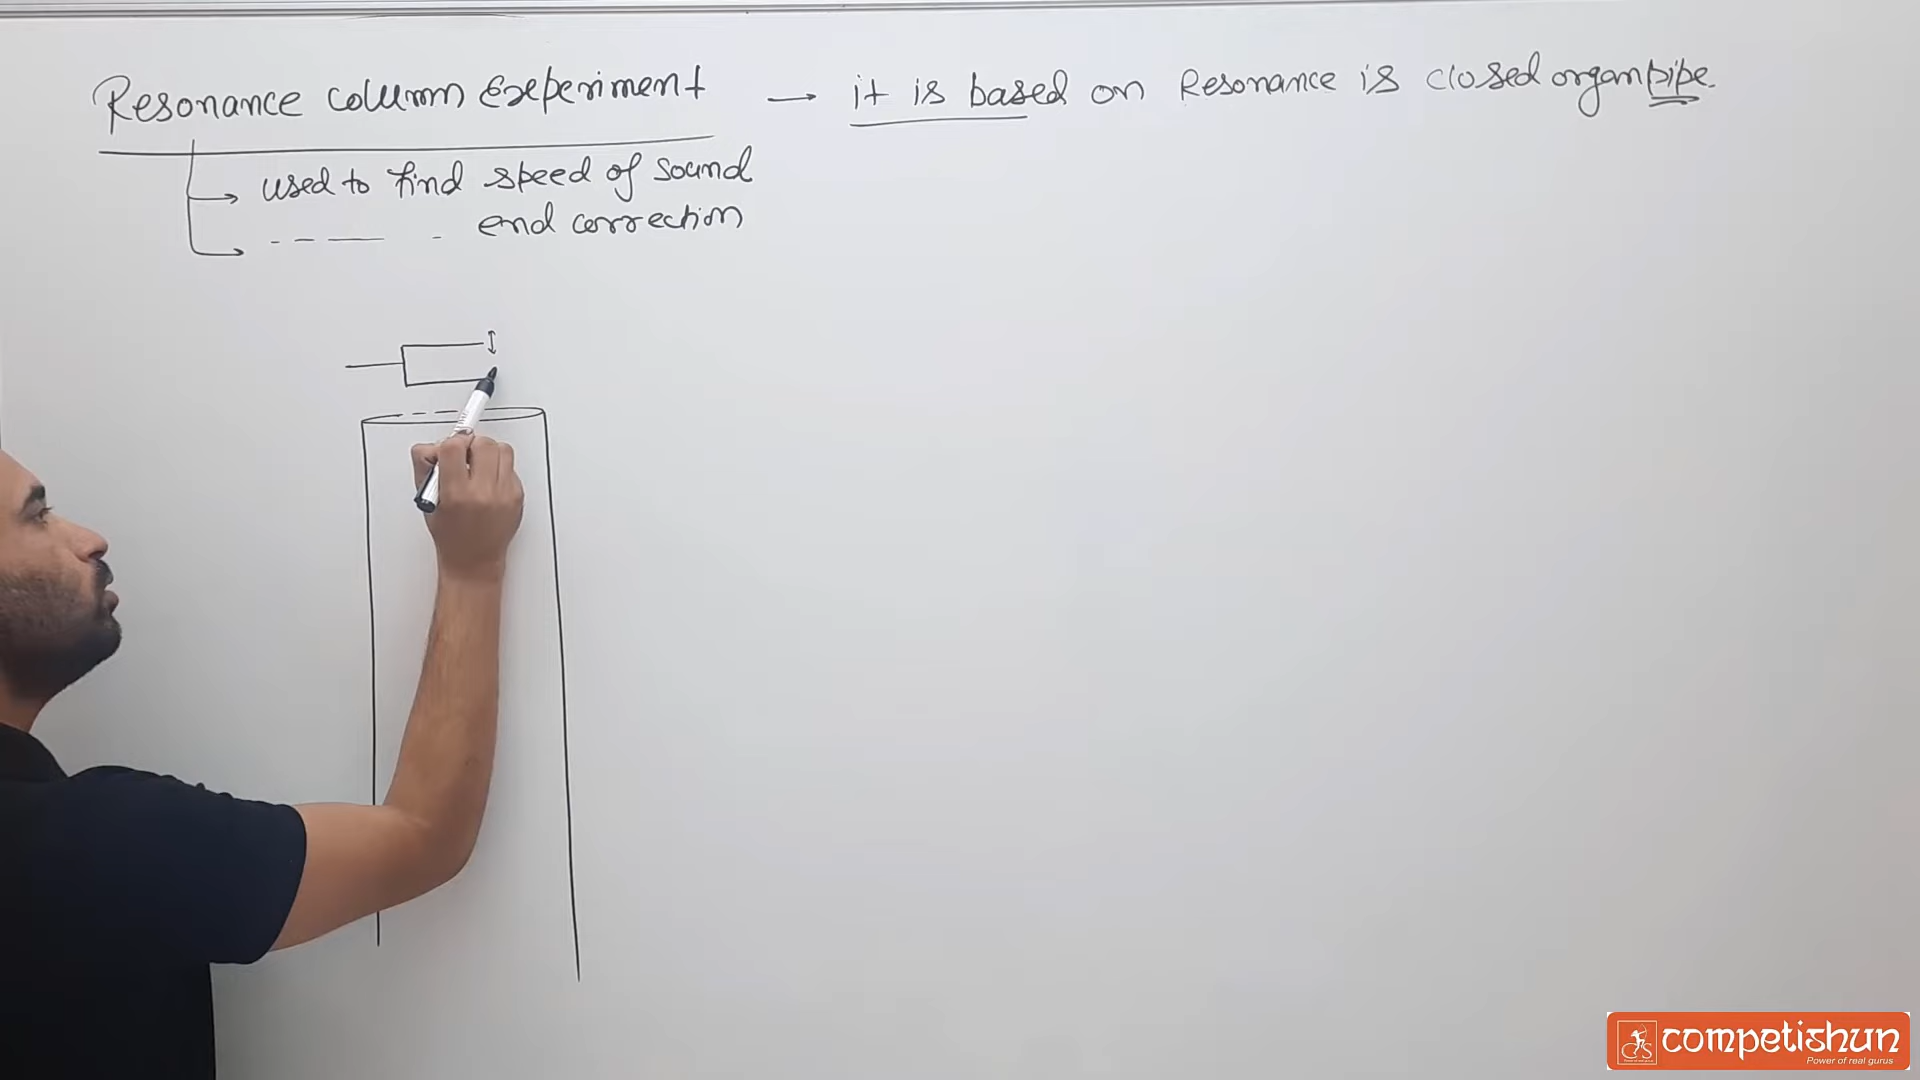 Resonance column Experiment → it is based on Resonance is closed organ pipe.
used to find speed of sound
end correction
competishun
Power of real gurus